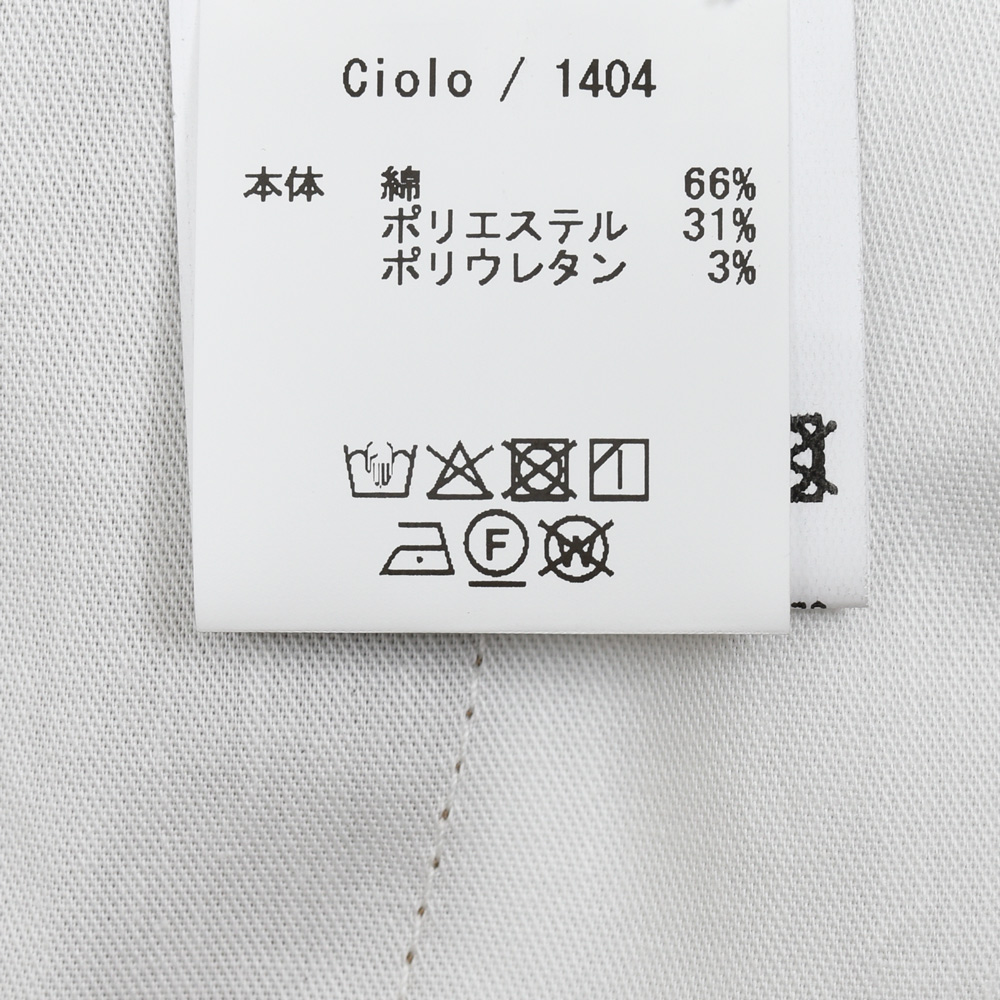 Ciolo / 1404
本体 綿 66%
ポリエステル 31%
ポリウレタン 3%
F
W